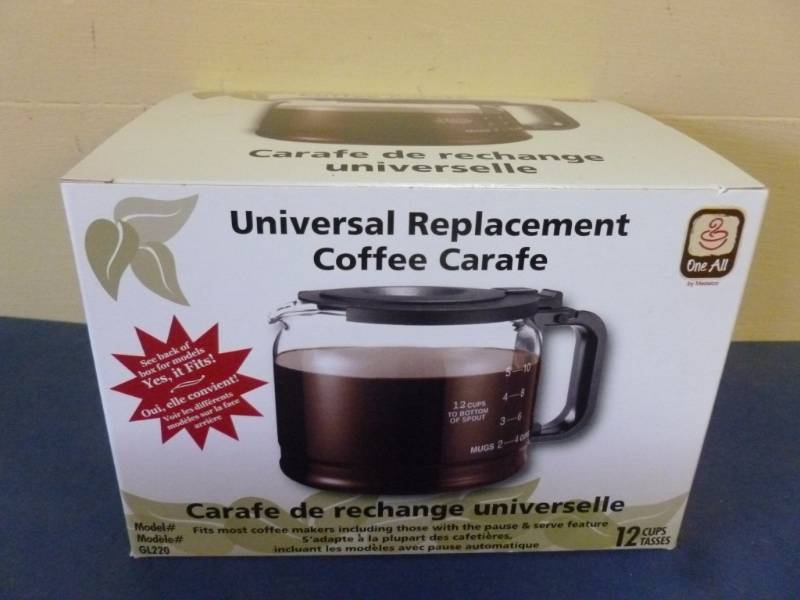 Carafe de rechange
universelle
Universal Replacement
Coffee Carafe
One All
by Medelco
See back of
box for models
Yes, it Fits!
Oui, elle convient!
Voir les différents
modèles sur la face
arrière
12 CUPS
TO BOTTOM
OF SPOUT
5 10
4 8
3 6
MUGS 2 4
Carafe de rechange universelle
Model#
Modèle#
GL220
Fits most coffee makers including those with the pause & serve feature
S'adapte à la plupart des cafetières,
incluant les modèles avec pause automatique
12 CUPS
TASSES